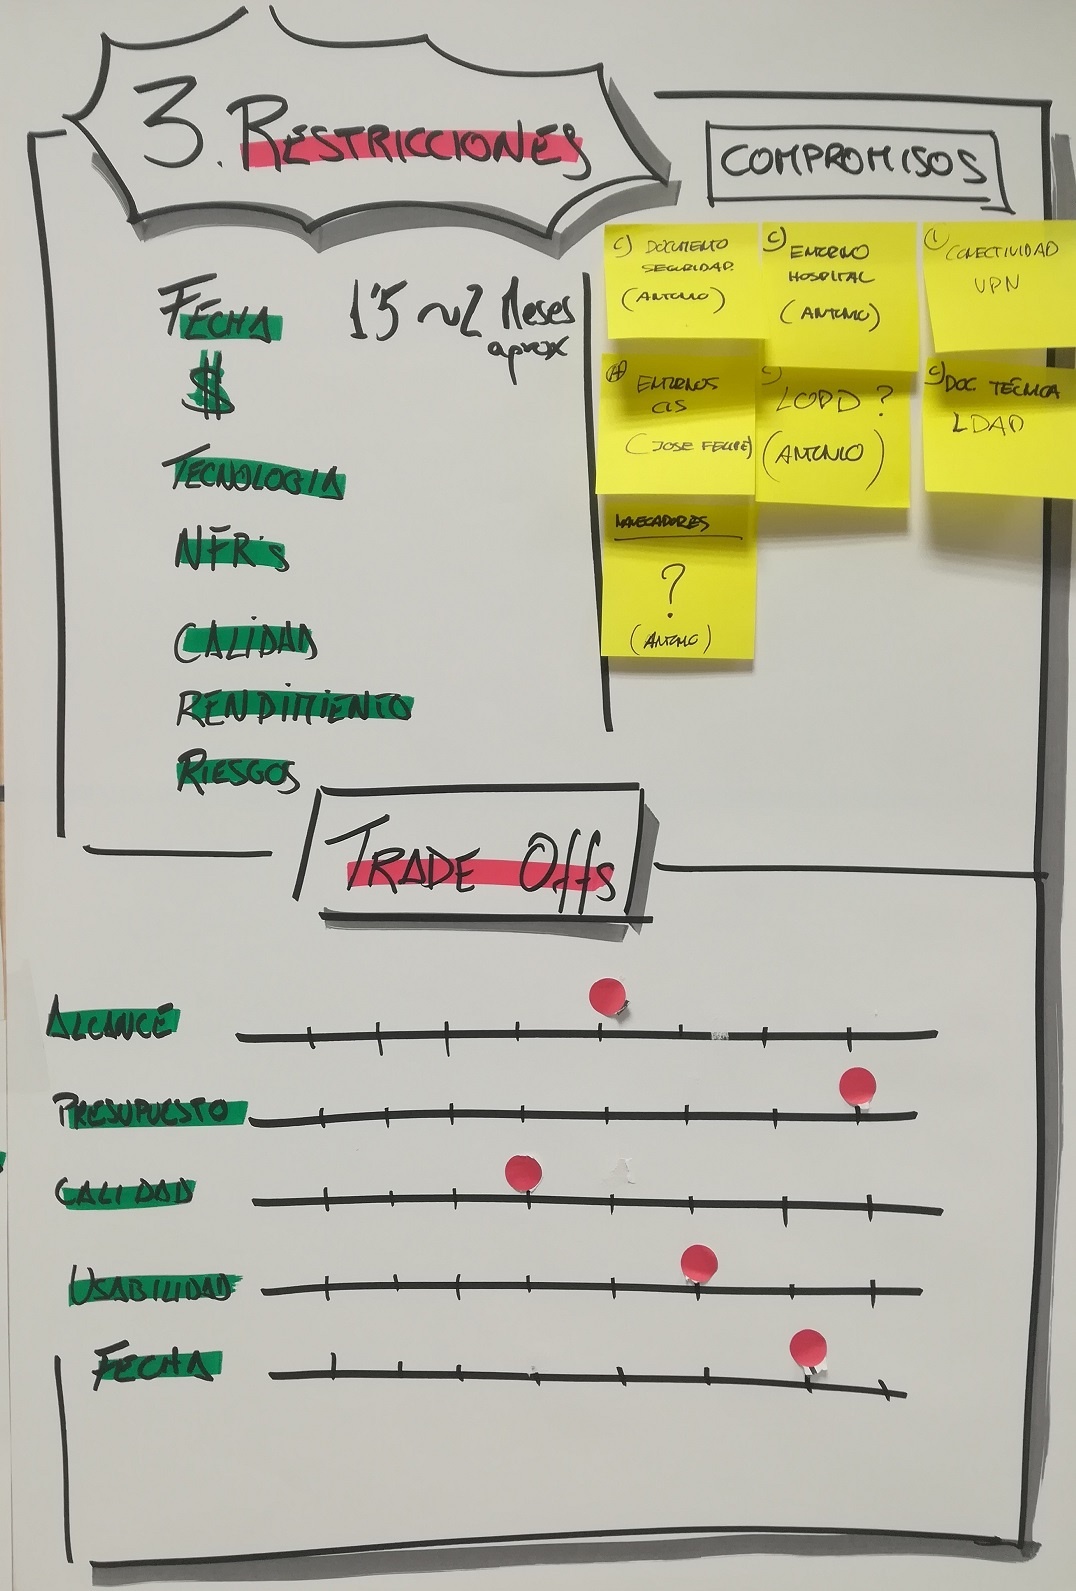 3. RESTRICCIONES
COMPROMISOS
FECHA 1'5 ~ 2 Meses
aprox
$
TECNOLOGIA
NFR's
CALIDAD
RENDIMIENTO
RIESGOS
C) DOCUMENTO
SEGURIDAD.
(ANTONIO)
C) ENTORNO
HOSPITAL
(ANTONIO)
CONECTIVIDAD
VPN
ENTORNOS
CIS
(JOSE FELIPE)
LOPD ?
(ANTONIO)
C) DOC. TÉCNICA
LDAP
NAVEGADORES
?
(ANTONIO)
TRADE Offs
ALCANCE
PRESUPUESTO
CALIDAD
USABILIDAD
FECHA